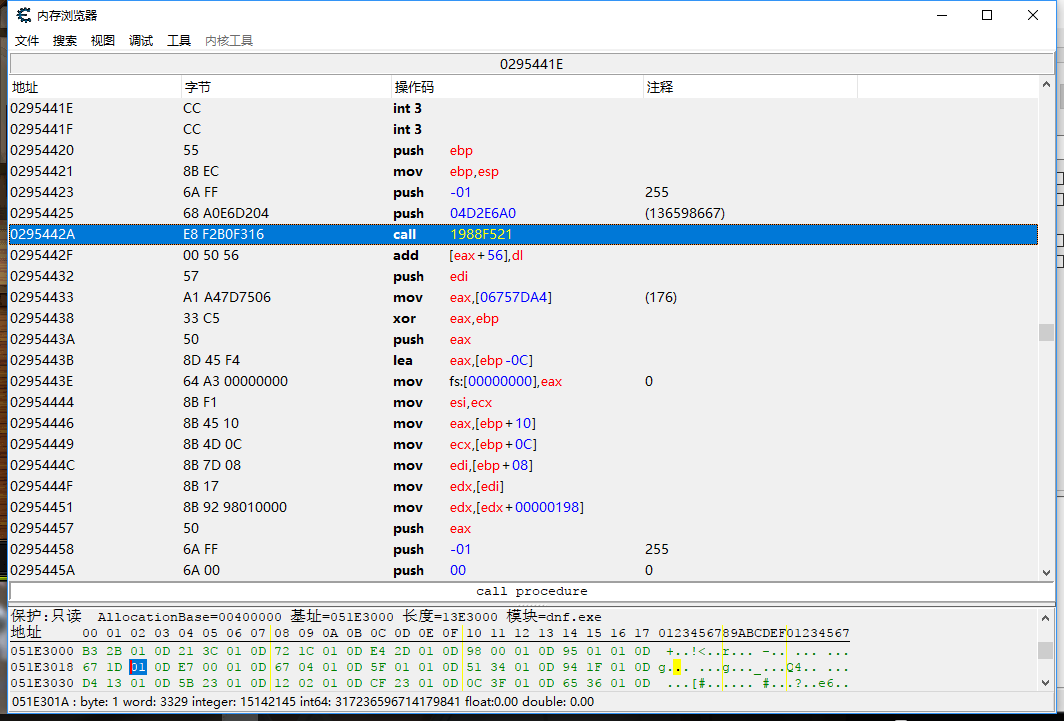 内存浏览器
文件 搜索 视图 调试 工具 内核工具
0295441E
地址 字节 操作码 注释
0295441E CC int 3
0295441F CC int 3
02954420 55 push ebp
02954421 8B EC mov ebp,esp
02954423 6A FF push -01 255
02954425 68 A0E6D204 push 04D2E6A0 (136598667)
0295442A E8 F2B0F316 call 1988F521
0295442F 00 50 56 add [eax+56],dl
02954432 57 push edi
02954433 A1 A47D7506 mov eax,[06757DA4] (176)
02954438 33 C5 xor eax,ebp
0295443A 50 push eax
0295443B 8D 45 F4 lea eax,[ebp-0C]
0295443E 64 A3 00000000 mov fs:[00000000],eax 0
02954444 8B F1 mov esi,ecx
02954446 8B 45 10 mov eax,[ebp+10]
02954449 8B 4D 0C mov ecx,[ebp+0C]
0295444C 8B 7D 08 mov edi,[ebp+08]
0295444F 8B 17 mov edx,[edi]
02954451 8B 92 98010000 mov edx,[edx+00000198]
02954457 50 push eax
02954458 6A FF push -01 255
0295445A 6A 00 push 00 0
call procedure
保护:只读 AllocationBase=00400000 基址=051E3000 长度=13E3000 模块=dnf.exe
地址 00 01 02 03 04 05 06 07 08 09 0A 0B 0C 0D 0E 0F 10 11 12 13 14 15 16 17 0123456789ABCDEF01234567
051E3000 B3 2B 01 0D 21 3C 01 0D 72 1C 01 0D E4 2D 01 0D 98 00 01 0D 95 01 01 0D +..!<..r... -.. ... ...
051E3018 67 1D 01 0D E7 00 01 0D 67 04 01 0D 5F 01 01 0D 51 34 01 0D 94 1F 01 0D g... ...g..._...Q4.. ...
051E3030 D4 13 01 0D 5B 23 01 0D 12 02 01 0D CF 23 01 0D 0C 3F 01 0D 65 36 01 0D ...[#...... #...?..e6..
051E301A : byte: 1 word: 3329 integer: 15142145 int64: 317236596714179841 float:0.00 double: 0.00